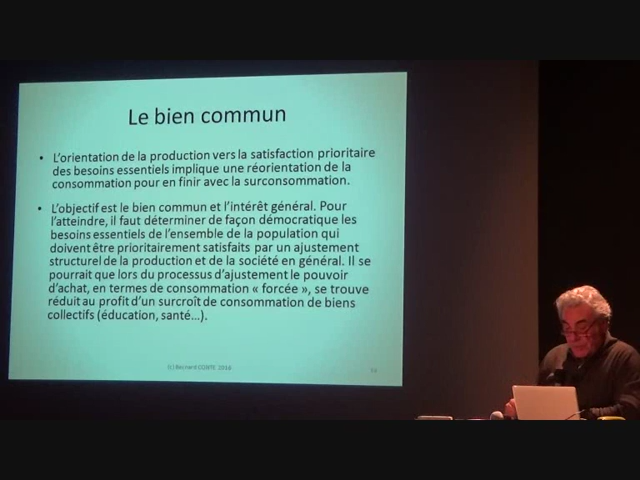 Le bien commun
• L'orientation de la production vers la satisfaction prioritaire
des besoins essentiels implique une réorientation de la
consommation pour en finir avec la surconsommation.
• L'objectif est le bien commun et l'intérêt général. Pour
l'atteindre, il faut déterminer de façon démocratique les
besoins essentiels de l'ensemble de la population qui
doivent être prioritairement satisfaits par un ajustement
structurel de la production et de la société en général. Il se
pourrait que lors du processus d'ajustement le pouvoir
d'achat, en termes de consommation « forcée », se trouve
réduit au profit d'un surcroît de consommation de biens
collectifs (éducation, santé...).
(c) Bernard CONTE 2014